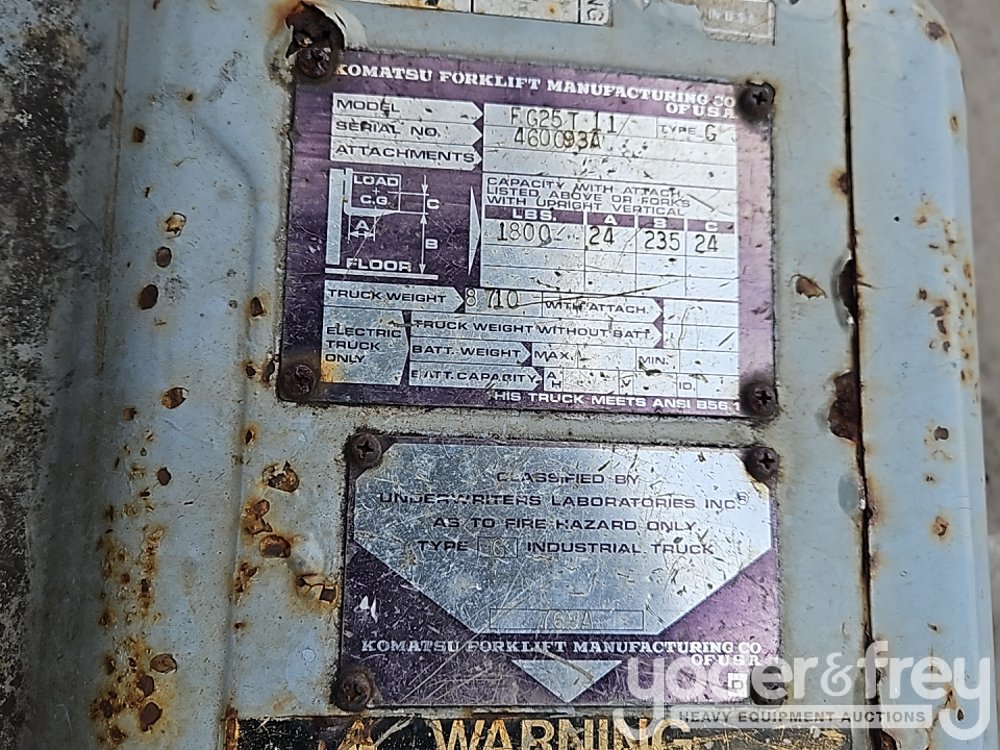 IN U.S.A.
KOMATSU FORKLIFT MANUFACTURING CO
OF U.S.A
MODEL FG25T 11 TYPE G
SERIAL NO. 460093A
ATTACHMENTS
LOAD
C.G.
C
A
B
FLOOR
CAPACITY WITH ATTACH.
LISTED ABOVE OR FORKS
WITH UPRIGHT VERTICAL
LBS. A B C
1800 24 235 24
TRUCK WEIGHT 8710 WITH ATTACH.
ELECTRIC TRUCK ONLY
TRUCK WEIGHT WITHOUT BATT.
BATT. WEIGHT MAX. MIN.
BATT. CAPACITY AH V ID.
THIS TRUCK MEETS ANSI B56.1
CLASSIFIED BY
UNDERWRITERS LABORATORIES INC.®
AS TO FIRE HAZARD ONLY
TYPE G INDUSTRIAL TRUCK
769A
KOMATSU FORKLIFT MANUFACTURING CO
OF U.S.A
WARNING
yoder&frey
HEAVY EQUIPMENT AUCTIONS